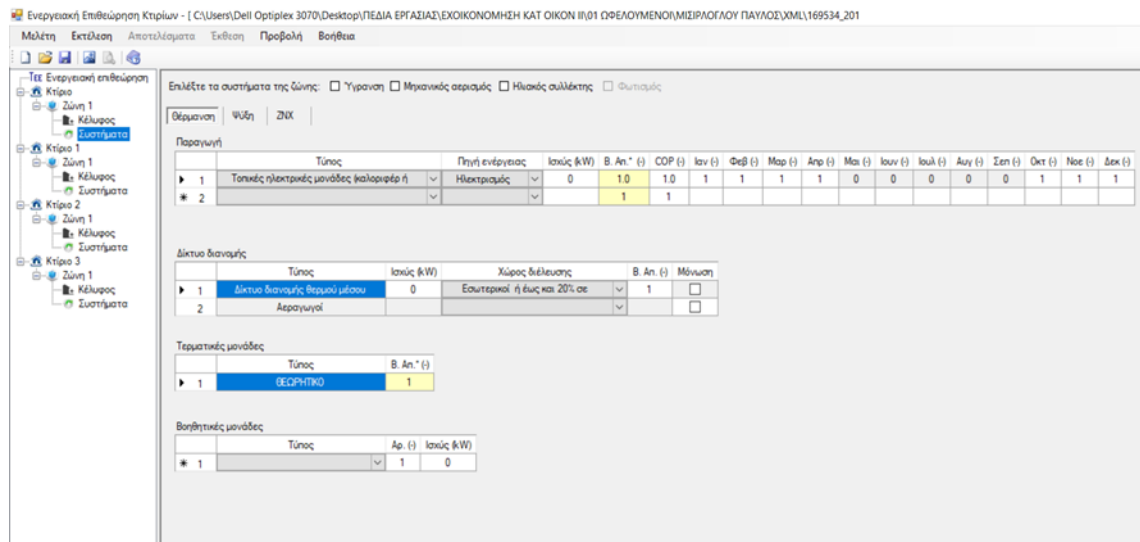 Ενεργειακή Επιθεώρηση Κτιρίων - [ C:\Users\Dell Optiplex 3070\Desktop\ΠΕΔΙΑ ΕΡΓΑΣΙΑΣ\ΕΧΟΙΚΟΝΟΜΗΣΗ ΚΑΤ ΟΙΚΟΝ ΙΙ\01 ΩΦΕΛΟΥΜΕΝΟΙ\ΜΙΣΙΡΛΟΓΛΟΥ ΠΑΥΛΟΣ\XML\169534_201
Μελέτη Εκτέλεση Αποτελέσματα Έκθεση Προβολή Βοήθεια
ΤΕΕ Ενεργειακή επιθεώρηση
Κτίριο
Ζώνη 1
Κέλυφος
Συστήματα
Κτίριο 1
Ζώνη 1
Κέλυφος
Συστήματα
Κτίριο 2
Ζώνη 1
Κέλυφος
Συστήματα
Κτίριο 3
Ζώνη 1
Κέλυφος
Συστήματα
Επιλέξτε τα συστήματα της ζώνης: Ύγρανση Μηχανικός αερισμός Ηλιακός συλλέκτης Φωτισμός
Θέρμανση Ψύξη ΖΝΧ
Παραγωγή
Τύπος Πηγή ενέργειας Ισχύς (kW) Β. Απ.* (-) COP (-) Ιαν (-) Φεβ (-) Μαρ (-) Απρ (-) Μαι (-) Ιουν (-) Ιουλ (-) Αυγ (-) Σεπ (-) Οκτ (-) Νοε (-) Δεκ (-)
1 Τοπικές ηλεκτρικές μονάδες (καλοριφέρ ή Ηλεκτρισμός 0 1.0 1.0 1 1 1 1 0 0 0 0 0 1 1 1
* 2 1 1
Δίκτυο διανομής
Τύπος Ισχύς (kW) Χώρος διέλευσης Β. Απ. (-) Μόνωση
1 Δίκτυο διανομής θερμού μέσου 0 Εσωτερικοί ή έως και 20% σε 1
2 Αεραγωγοί
Τερματικές μονάδες
Τύπος Β. Απ.* (-)
1 ΘΕΩΡΗΤΙΚΟ 1
Βοηθητικές μονάδες
Τύπος Αρ. (-) Ισχύς (kW)
* 1 1 0